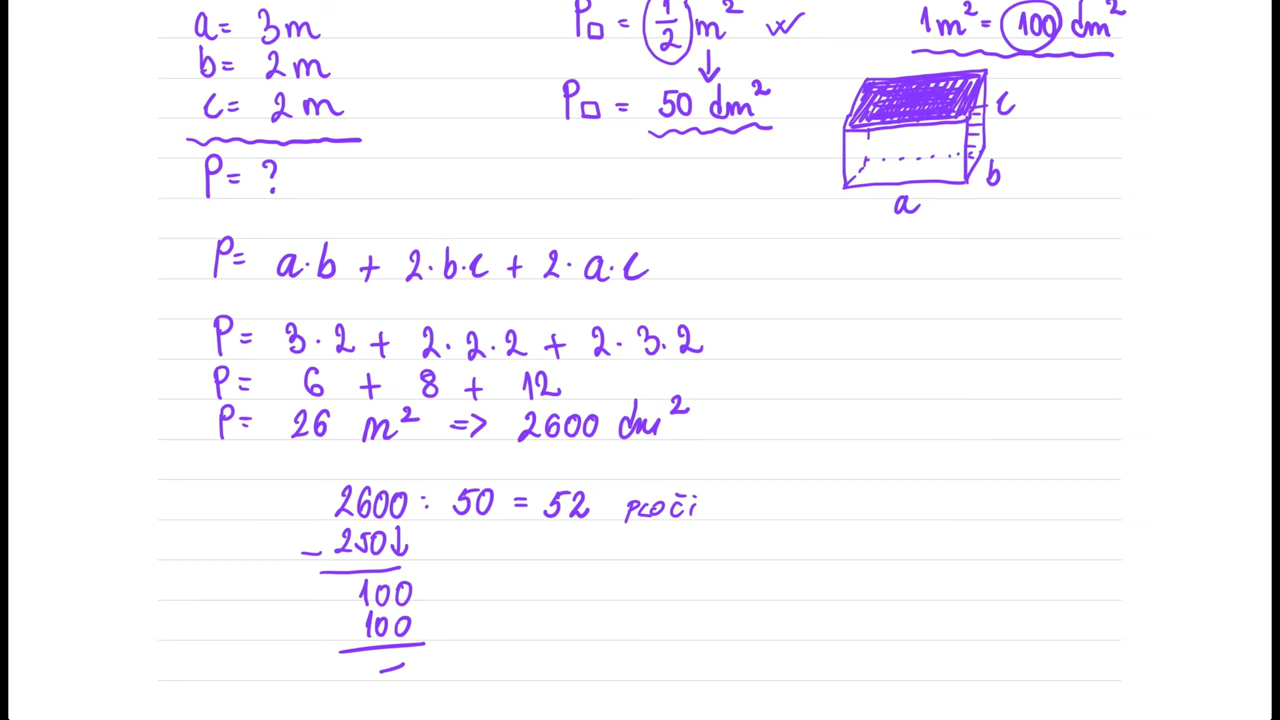 a = 3m
b = 2m
c = 2m
P = ?
P□ = (1/2) m² w
↓
P□ = 50 dm²
1m² = 100 dm²
c
b
a
P = a·b + 2·b·c + 2·a·c
P = 3·2 + 2·2·2 + 2·3·2
P = 6 + 8 + 12
P = 26 m² => 2600 dm²
2600 : 50 = 52 ploči
- 250↓
100
100
–